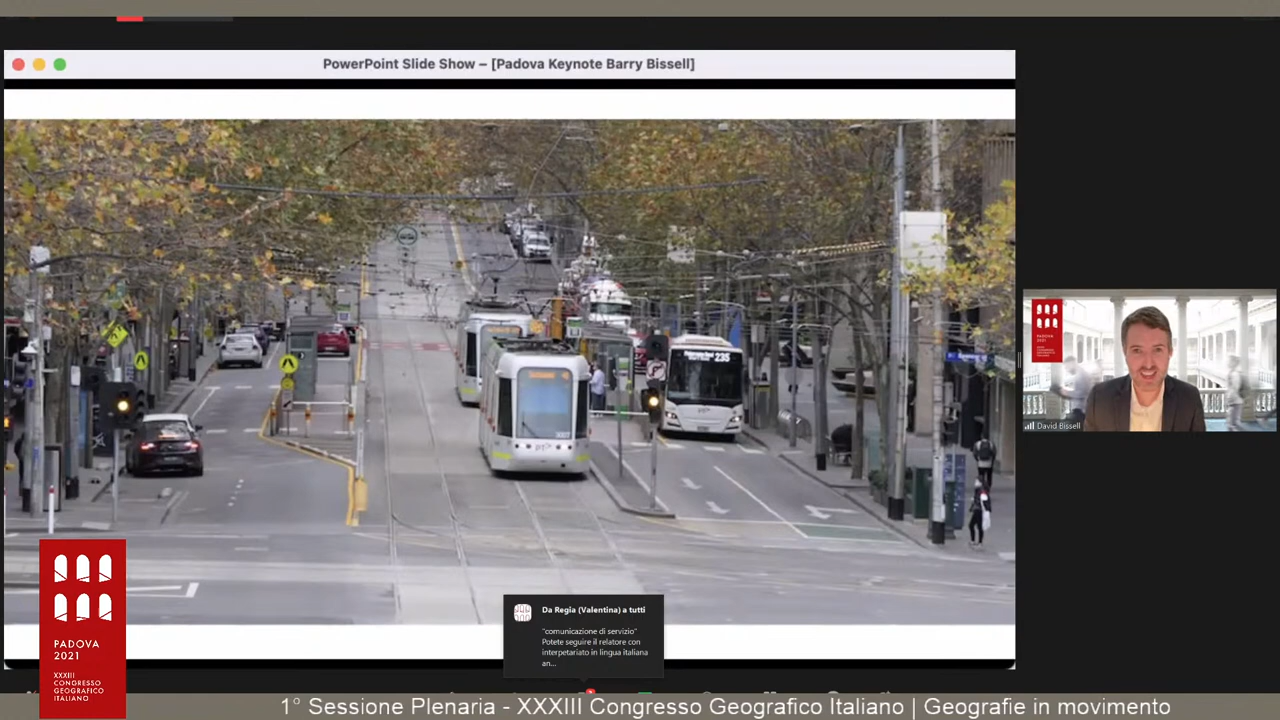 PowerPoint Slide Show – [Padova Keynote Barry Bissell]
235
David Bissell
PADOVA
2021
XXXIII
CONGRESSO
GEOGRAFICO
ITALIANO
Da Regia (Valentina) a tutti
"comunicazione di servizio"
Potete seguire il relatore con
interpetariato in lingua italiana
an...
1° Sessione Plenaria - XXXIII Congresso Geografico Italiano | Geografie in movimento